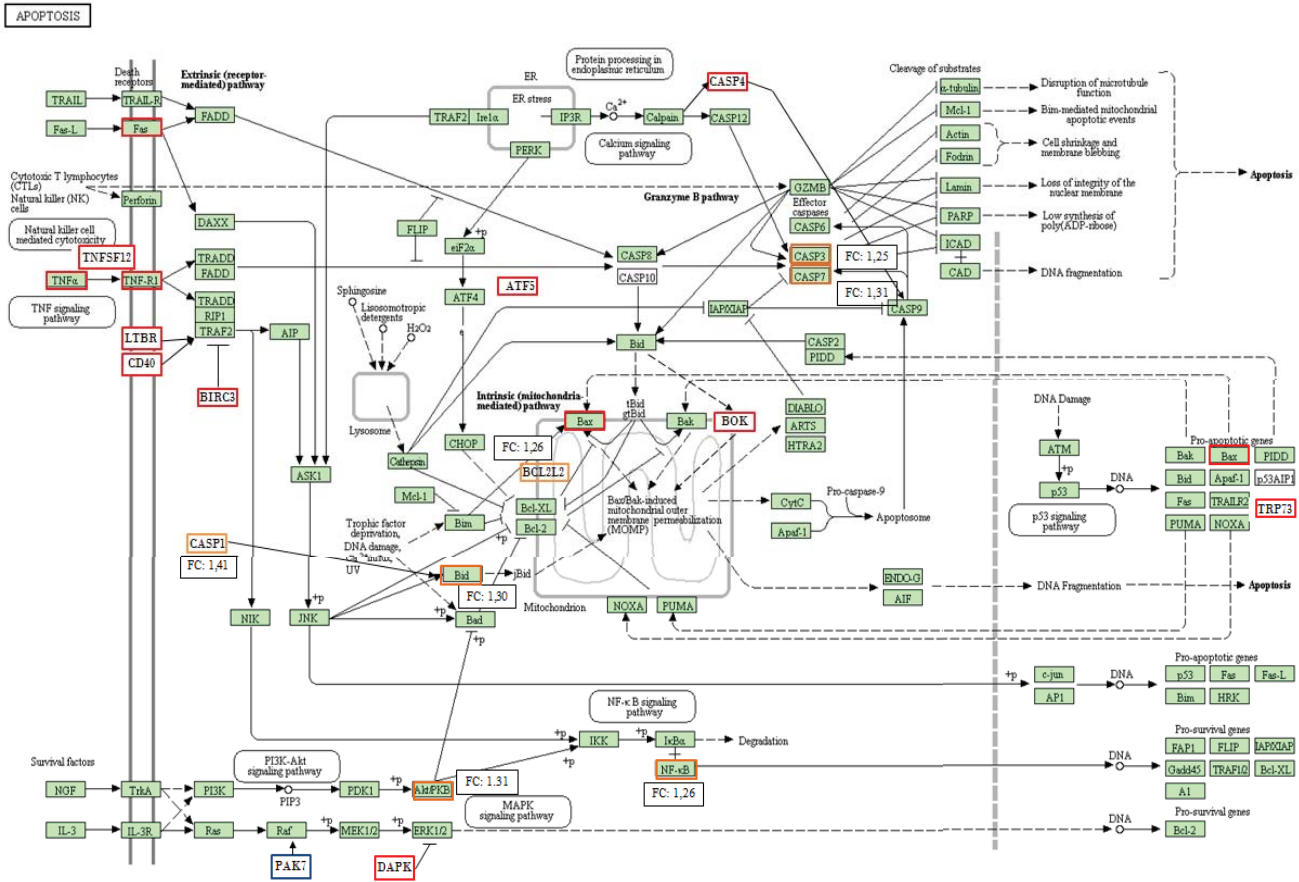 APOPTOSIS
Death
receptors
Extrinsic (receptor-
mediated) pathway
TRAIL
TRAIL-R
Fas-L
Fas
FADD
Cytotoxic T lymphocytes
(CTLs)
Natural killer (NK)
cells
Perforin
Natural killer cell
mediated cytotoxicity
TNFSF12
DAXX
TNFα
TNF-R1
TRADD
FADD
TRADD
RIP1
TRAF2
TNF signaling
pathway
LTBR
CD40
AIP
BIRC3
ASK1
ER
Protein processing in
endoplasmic reticulum
ER stress
TRAF2
Ire1α
IP3R
Ca2+
Calpain
CASP4
CASP12
Calcium signaling
pathway
PERK
FLIP
+p
eiF2α
ATF4
ATF5
CHOP
Sphingosine
Lisosomotropic
detergents
H2O2
Lysosome
Cathepsin
Granzyme B pathway
GZMB
Effector
caspases
CASP6
CASP3
FC: 1,25
CASP7
FC: 1,31
CASP9
CASP8
CASP10
IAP/XIAP
Bid
CASP2
PIDD
Cleavage of substrates
α-tubulin
Disruption of microtubule
function
Mcl-1
Bim-mediated mitochondrial
apoptotic events
Actin
Fodrin
Cell shrinkage and
membrane blebbing
Lamin
Loss of integrity of the
nuclear membrane
PARP
Low synthesis of
poly(ADP-ribose)
ICAD
CAD
DNA fragmentation
Apoptosis
Intrinsic (mitochondria-
mediated) pathway
tBid
gtBid
Bax
Bak
BOK
DIABLO
ARTS
HTRA2
FC: 1,26
BCL2L2
Mcl-1
Bim
Bcl-XL
Bcl-2
+p
Bax/Bak-induced
mitochondrial outer
membrane permeabilization
(MOMP)
CytC
Pro-caspase-9
Apaf-1
Apoptosome
Trophic factor
deprivation,
DNA damage,
UV
CASP1
FC: 1,41
Bid
jBid
FC: 1,30
+p
Bad
+p
Mitochondrion
NOXA
PUMA
ENDO-G
AIF
DNA Fragmentation
Apoptosis
DNA Damage
ATM
+p
p53
DNA
p53 signaling
pathway
Pro-apoptotic genes
Bak
Bax
PIDD
Bid
Apaf-1
p53AIP1
Fas
TRAILR2
TRP73
PUMA
NOXA
NIK
+p
JNK
+p
c-jun
AP1
DNA
Pro-apoptotic genes
p53
Fas
Fas-L
Bim
HRK
NF-κB signaling
pathway
+p
IKK
+p
IκBα
Degradation
+p
NF-κB
FC: 1,26
DNA
Pro-survival genes
FAP1
FLIP
IAP/XIAP
Gadd45
TRAF1/2
Bcl-XL
A1
Survival factors
PI3K-Akt
signaling pathway
NGF
TrkA
PI3K
PIP3
PDK1
+p
Akt/PKB
FC: 1.31
MAPK
signaling pathway
IL-3
IL-3R
Ras
Raf
+p
MEK1/2
+p
ERK1/2
DNA
Pro-survival genes
Bcl-2
PAK7
DAPK